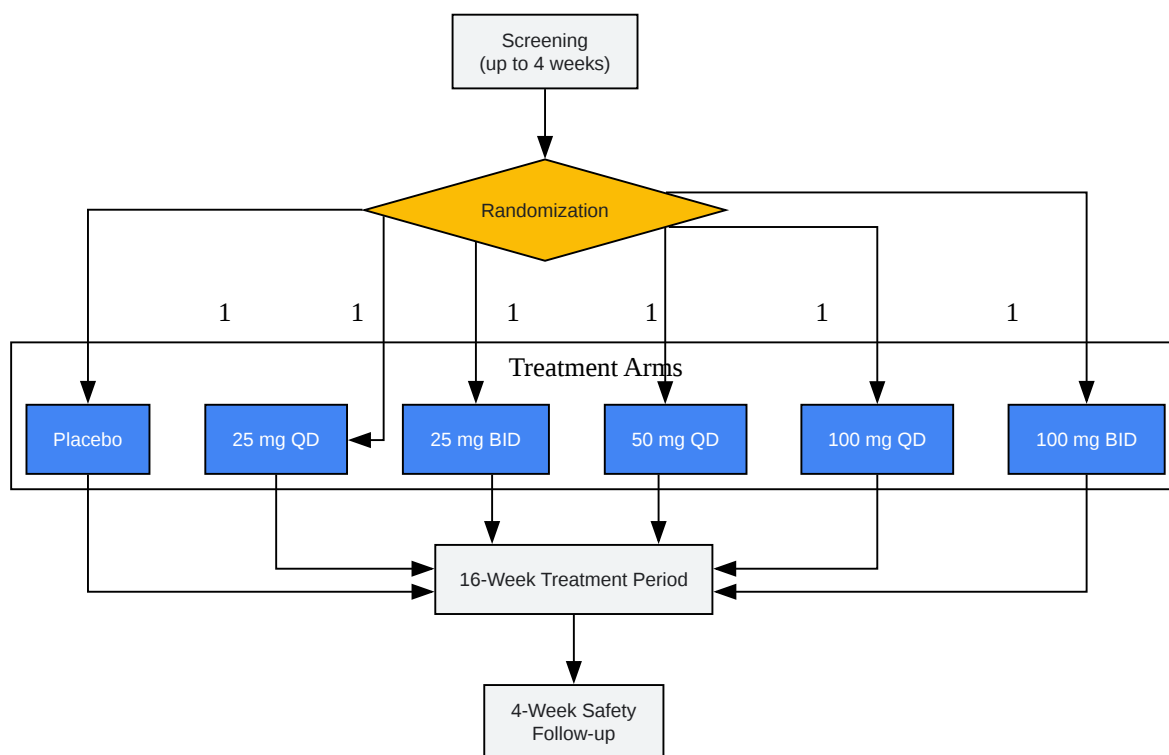 Screening
(up to 4 weeks)
Randomization
1 1 1 1 1 1
Treatment Arms
Placebo 25 mg QD 25 mg BID 50 mg QD 100 mg QD 100 mg BID
16-Week Treatment Period
4-Week Safety
Follow-up